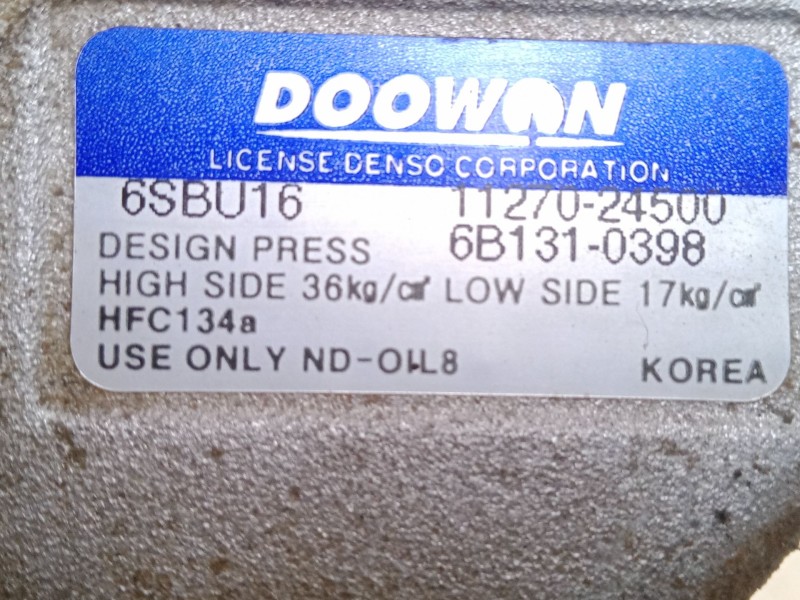 DOOWON
LICENSE DENSO CORPORATION
6SBU16 11270-24500
DESIGN PRESS 6B131-0398
HIGH SIDE 36kg/c㎡ LOW SIDE 17kg/c㎡
HFC134a
USE ONLY ND-OIL8 KOREA